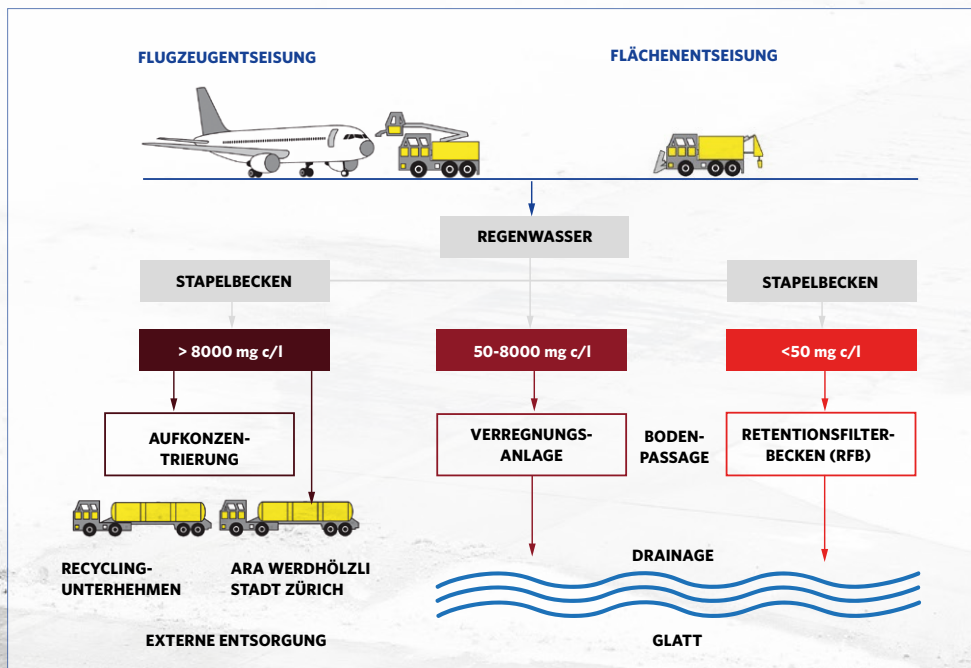 FLUGZEUGENTSEISUNG
FLÄCHENENTSEISUNG
REGENWASSER
STAPELBECKEN
STAPELBECKEN
> 8000 mg c/l
50-8000 mg c/l
<50 mg c/l
AUFKONZEN-
TRIERUNG
VERREGNUNGS-
ANLAGE
BODEN-
PASSAGE
RETENTIONSFILTER-
BECKEN (RFB)
RECYCLING-
UNTERHEHMEN
ARA WERDHÖLZLI
STADT ZÜRICH
DRAINAGE
EXTERNE ENTSORGUNG
GLATT